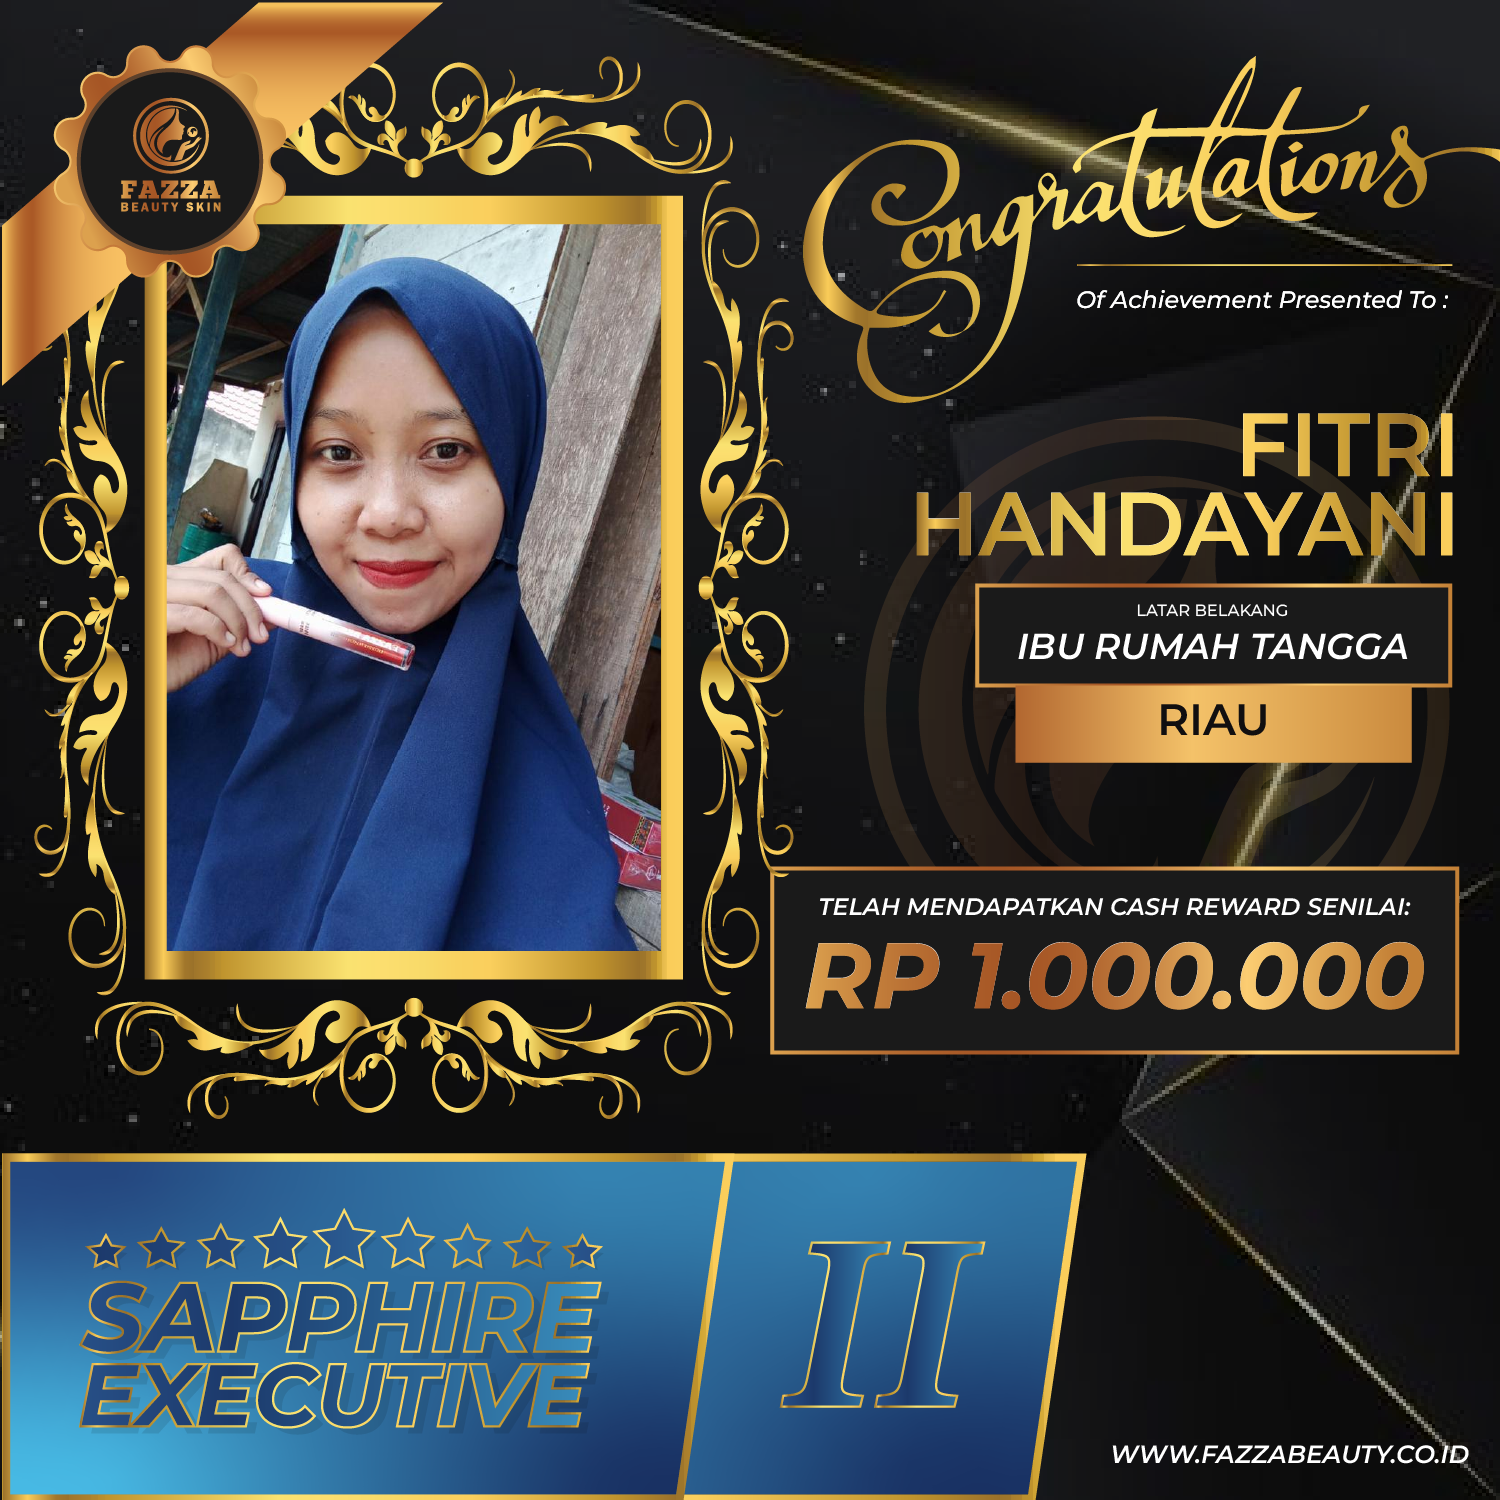 FAZZA
BEAUTY SKIN
Congratulations
Of Achievement Presented To :
FITRI
HANDAYANI
LATAR BELAKANG
IBU RUMAH TANGGA
RIAU
TELAH MENDAPATKAN CASH REWARD SENILAI:
RP 1.000.000
SAPPHIRE
EXECUTIVE
II
WWW.FAZZABEAUTY.CO.ID